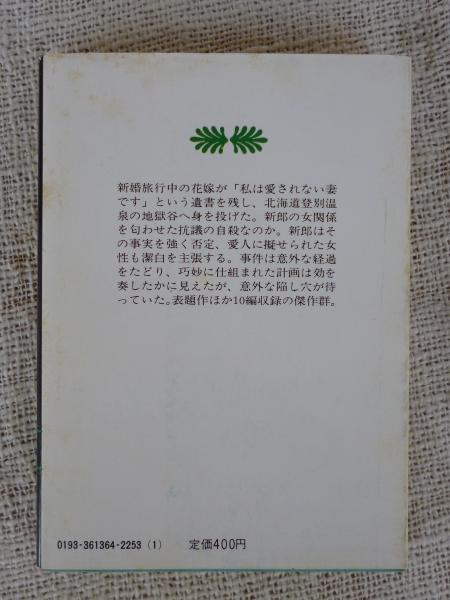 新婚旅行中の花嫁が「私は愛されない妻
です」という遺書を残し、北海道登別温
泉の地獄谷へ身を投げた。新郎の女関係
を匂わせた抗議の自殺なのか。新郎はそ
の事実を強く否定、愛人に擬せられた女
性も潔白を主張する。事件は意外な経過
をたどり、巧妙に仕組まれた計画は効を
奏したかに見えたが、意外な陥し穴が待
っていた。表題作ほか10編収録の傑作群。
0193-361364-2253 (1) 定価400円